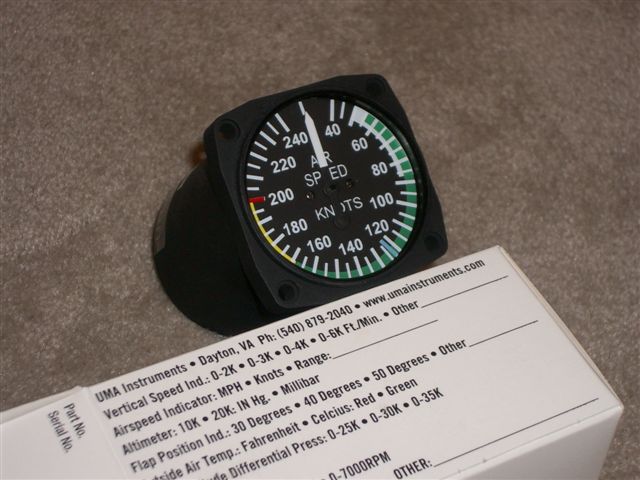 240 40
220 AIR 60
SPEED 80
200
KNOTS 100
180 120
160 140
UMA Instruments • Dayton, VA Ph: (540) 879-2040 • www.umainstruments.com
Vertical Speed Ind.: 0-2K • 0-3K • 0-4K • 0-6K Ft./Min. • Other
Airspeed Indicator: MPH • Knots • Range:
Altimeter: 10K • 20K: IN Hg. • Millibar
Flap Position Ind.: 30 Degrees • 40 Degrees • 50 Degrees • Other
Outside Air Temp.: Fahrenheit • Celcius: Red • Green
Differential Press: 0-25K • 0-30K • 0-35K
0-7000RPM OTHER:
Part No.
Serial No.